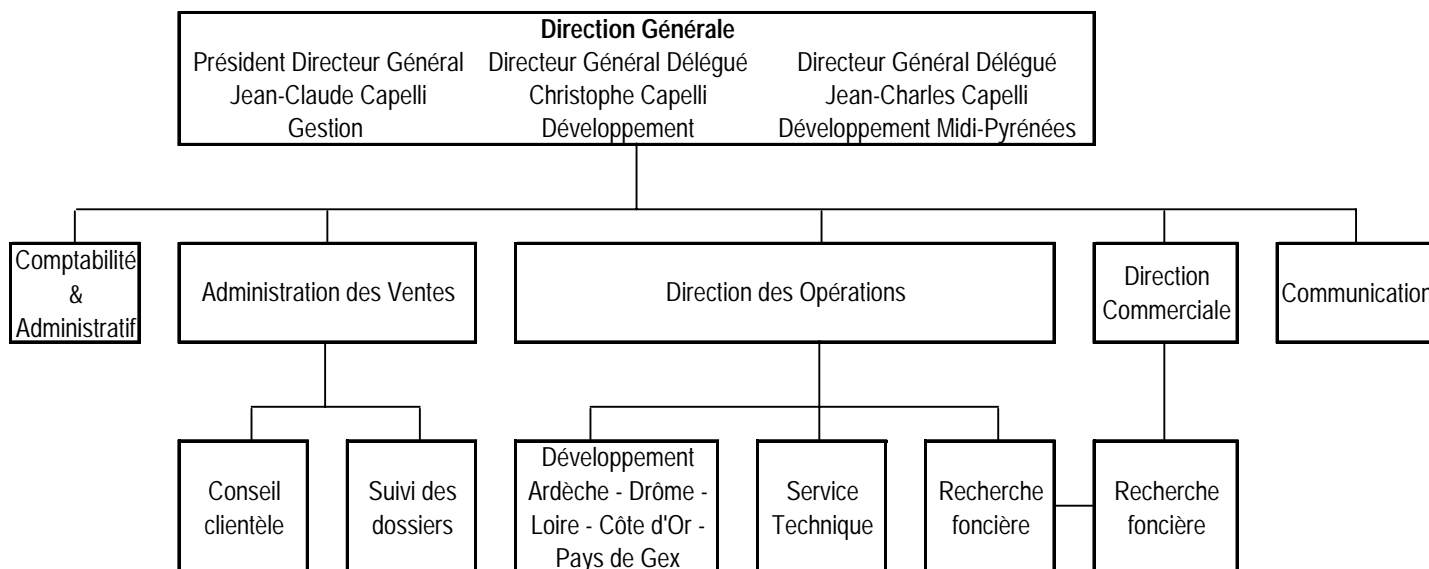 Direction Générale
Président Directeur Général Directeur Général Délégué Directeur Général Délégué
Jean-Claude Capelli Christophe Capelli Jean-Charles Capelli
Gestion Développement Développement Midi-Pyrénées
Comptabilité
&
Administratif
Administration des Ventes
Direction des Opérations
Direction
Commerciale
Communication
Conseil
clientèle
Suivi des
dossiers
Développement
Ardèche - Drôme -
Loire - Côte d'Or -
Pays de Gex
Service
Technique
Recherche
foncière
Recherche
foncière